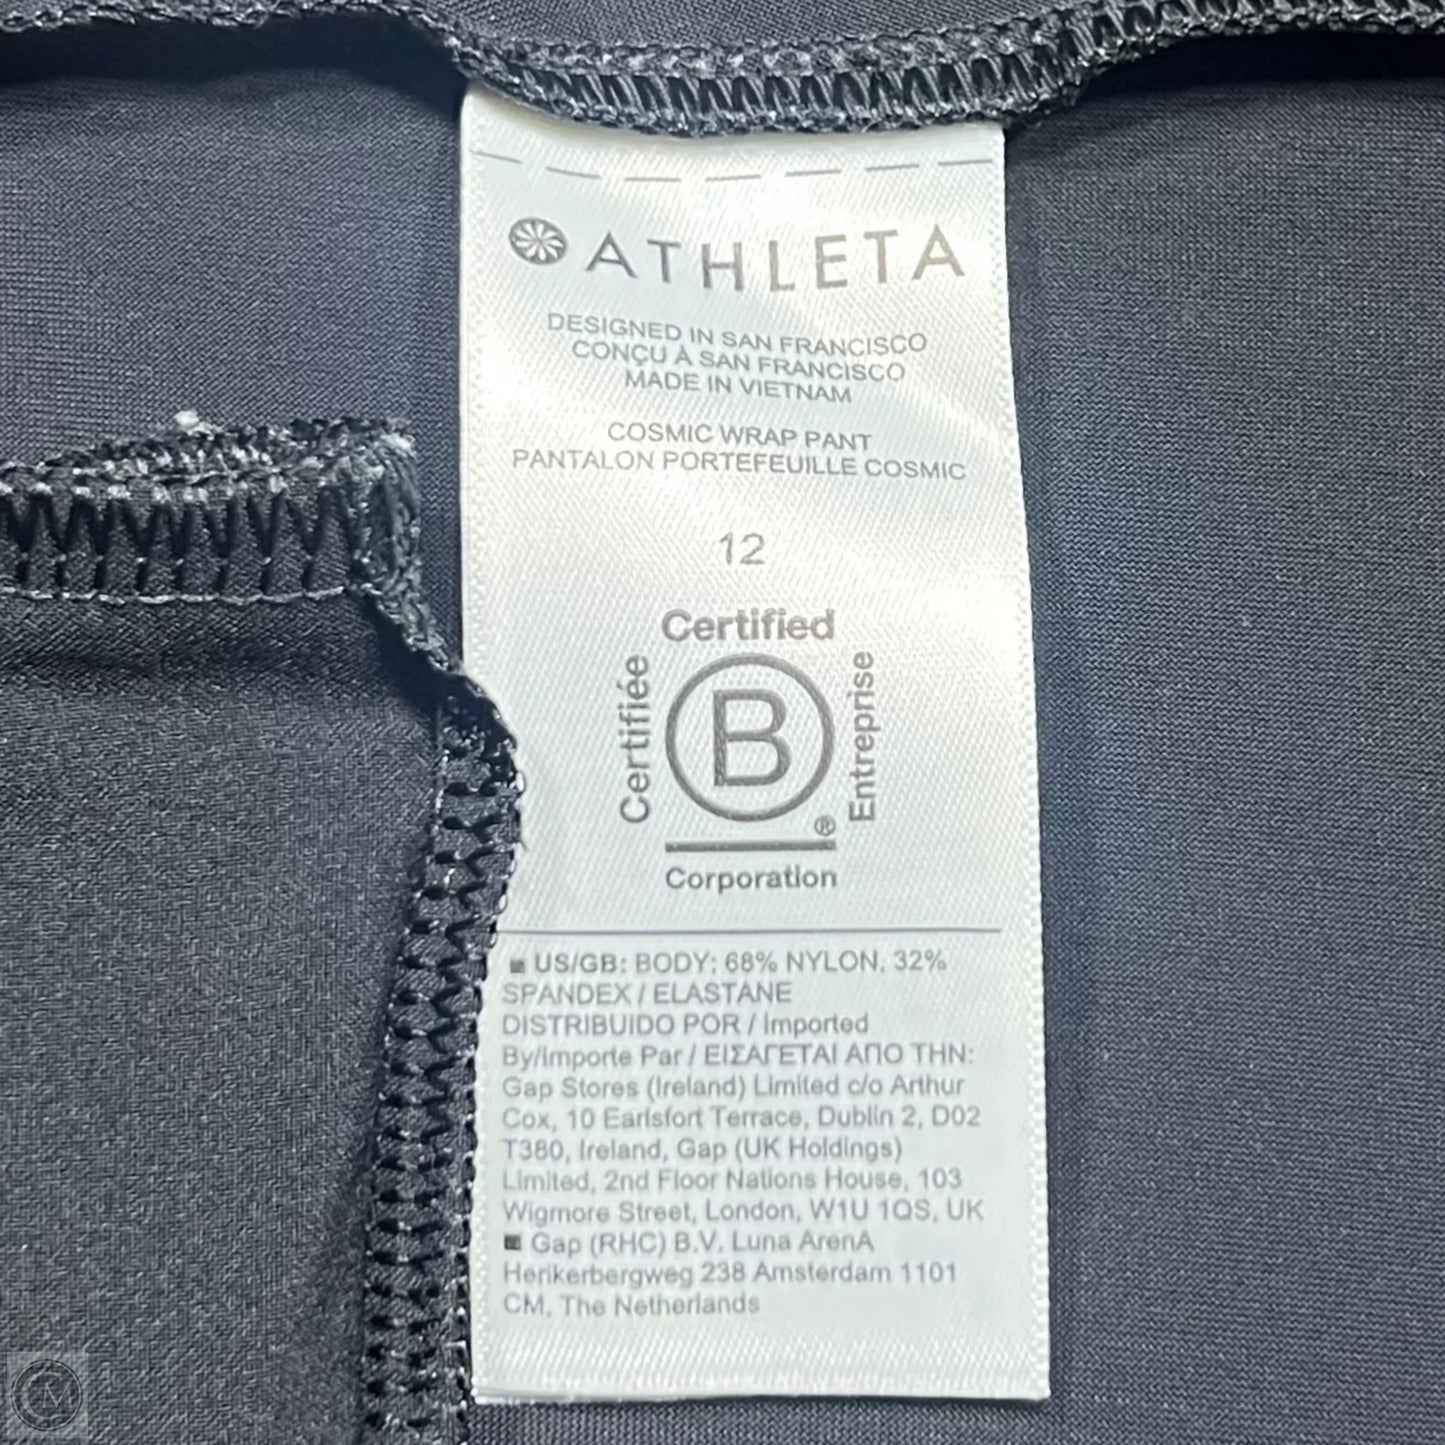 ATHLETA
DESIGNED IN SAN FRANCISCO
CONÇU À SAN FRANCISCO
MADE IN VIETNAM
COSMIC WRAP PANT
PANTALON PORTEFEUILLE COSMIC
12
Certified
Certifiée
B
Entreprise
®
Corporation
US/GB: BODY: 68% NYLON, 32%
SPANDEX / ELASTANE
DISTRIBUIDO POR / Imported
By/Importe Par / ΕΙΣΑΓΕΤΑΙ ΑΠΟ ΤΗΝ:
Gap Stores (Ireland) Limited c/o Arthur
Cox, 10 Earlsfort Terrace, Dublin 2, D02
T380, Ireland, Gap (UK Holdings)
Limited, 2nd Floor Nations House, 103
Wigmore Street, London, W1U 1QS, UK
Gap (RHC) B.V. Luna ArenA
Herikerbergweg 238 Amsterdam 1101
CM, The Netherlands
CM